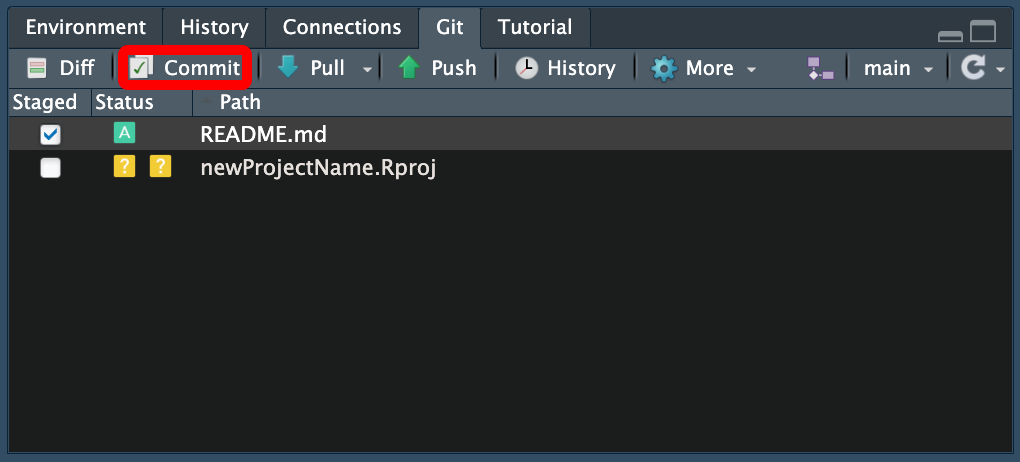 Environment History Connections Git Tutorial
Diff Commit Pull Push History More main
Staged Status Path
A README.md
? ? newProjectName.Rproj